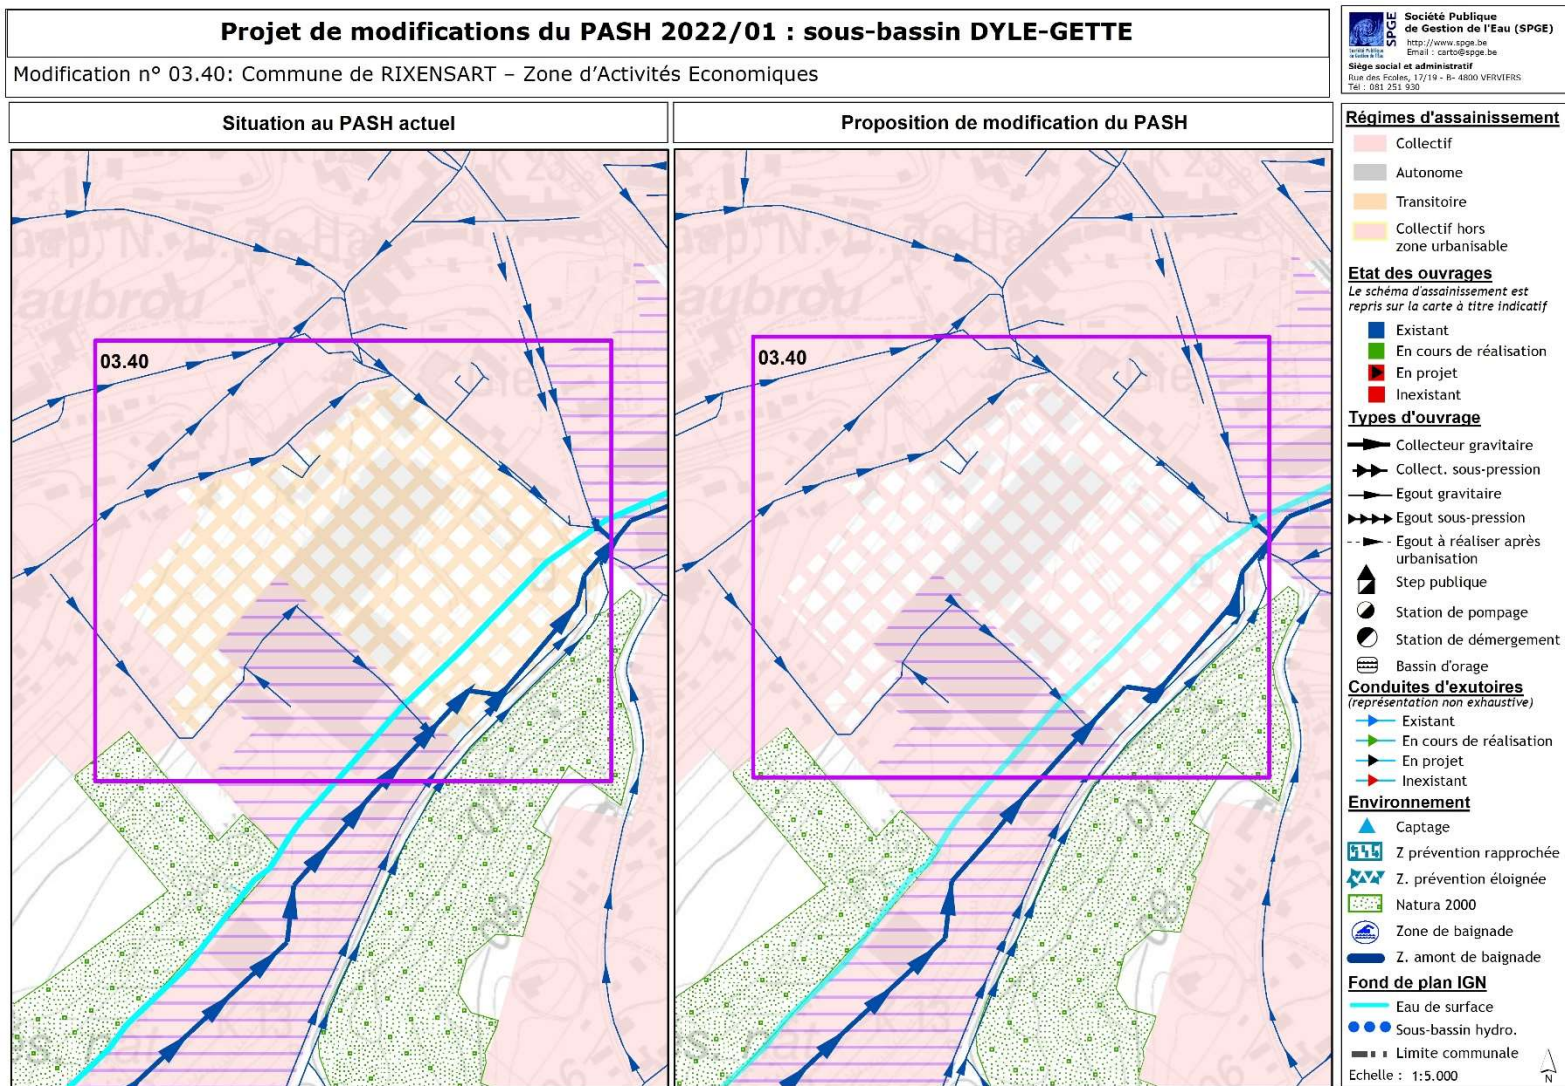 Projet de modifications du PASH 2022/01 : sous-bassin DYLE-GETTE
Modification n° 03.40: Commune de RIXENSART – Zone d'Activités Economiques
SPGE
Société Publique
de Gestion de l'Eau (SPGE)
http://www.spge.be
Email : carto@spge.be
Siège social et administratif
Rue des Ecoles, 17/19 - B- 4800 VERVIERS
Tél : 081 251 930
Situation au PASH actuel
Proposition de modification du PASH
03.40
03.40
Régimes d'assainissement
Collectif
Autonome
Transitoire
Collectif hors
zone urbanisable
Etat des ouvrages
Le schéma d'assainissement est
repris sur la carte à titre indicatif
Existant
En cours de réalisation
En projet
Inexistant
Types d'ouvrage
Collecteur gravitaire
Collect. sous-pression
Egout gravitaire
Egout sous-pression
Egout à réaliser après
urbanisation
Step publique
Station de pompage
Station de démergement
Bassin d'orage
Conduites d'exutoires
(représentation non exhaustive)
Existant
En cours de réalisation
En projet
Inexistant
Environnement
Captage
Z prévention rapprochée
Z. prévention éloignée
Natura 2000
Zone de baignade
Z. amont de baignade
Fond de plan IGN
Eau de surface
Sous-bassin hydro.
Limite communale
Echelle : 1:5.000
N